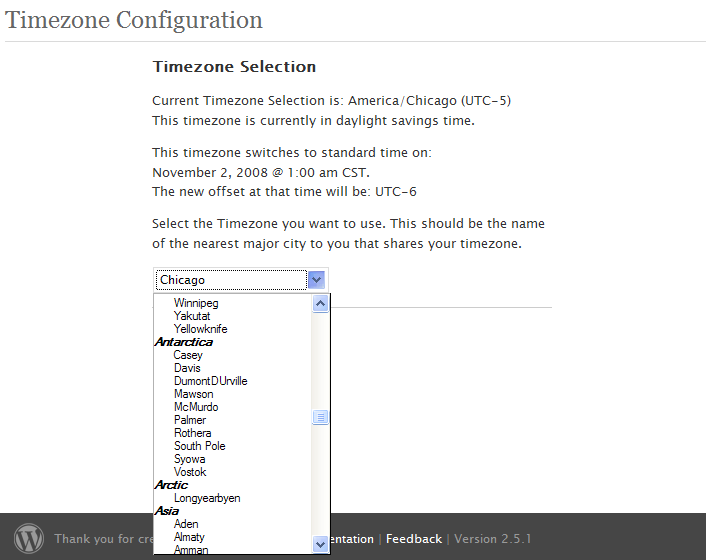 Timezone Configuration
Timezone Selection
Current Timezone Selection is: America/Chicago (UTC-5)
This timezone is currently in daylight savings time.
This timezone switches to standard time on:
November 2, 2008 @ 1:00 am CST.
The new offset at that time will be: UTC-6
Select the Timezone you want to use. This should be the name
of the nearest major city to you that shares your timezone.
Chicago
Winnipeg
Yakutat
Yellowknife
Antarctica
Casey
Davis
DumontDUrville
Mawson
McMurdo
Palmer
Rothera
South Pole
Syowa
Vostok
Arctic
Longyearbyen
Asia
Aden
Almaty
Amman
Thank you for cre entation | Feedback | Version 2.5.1